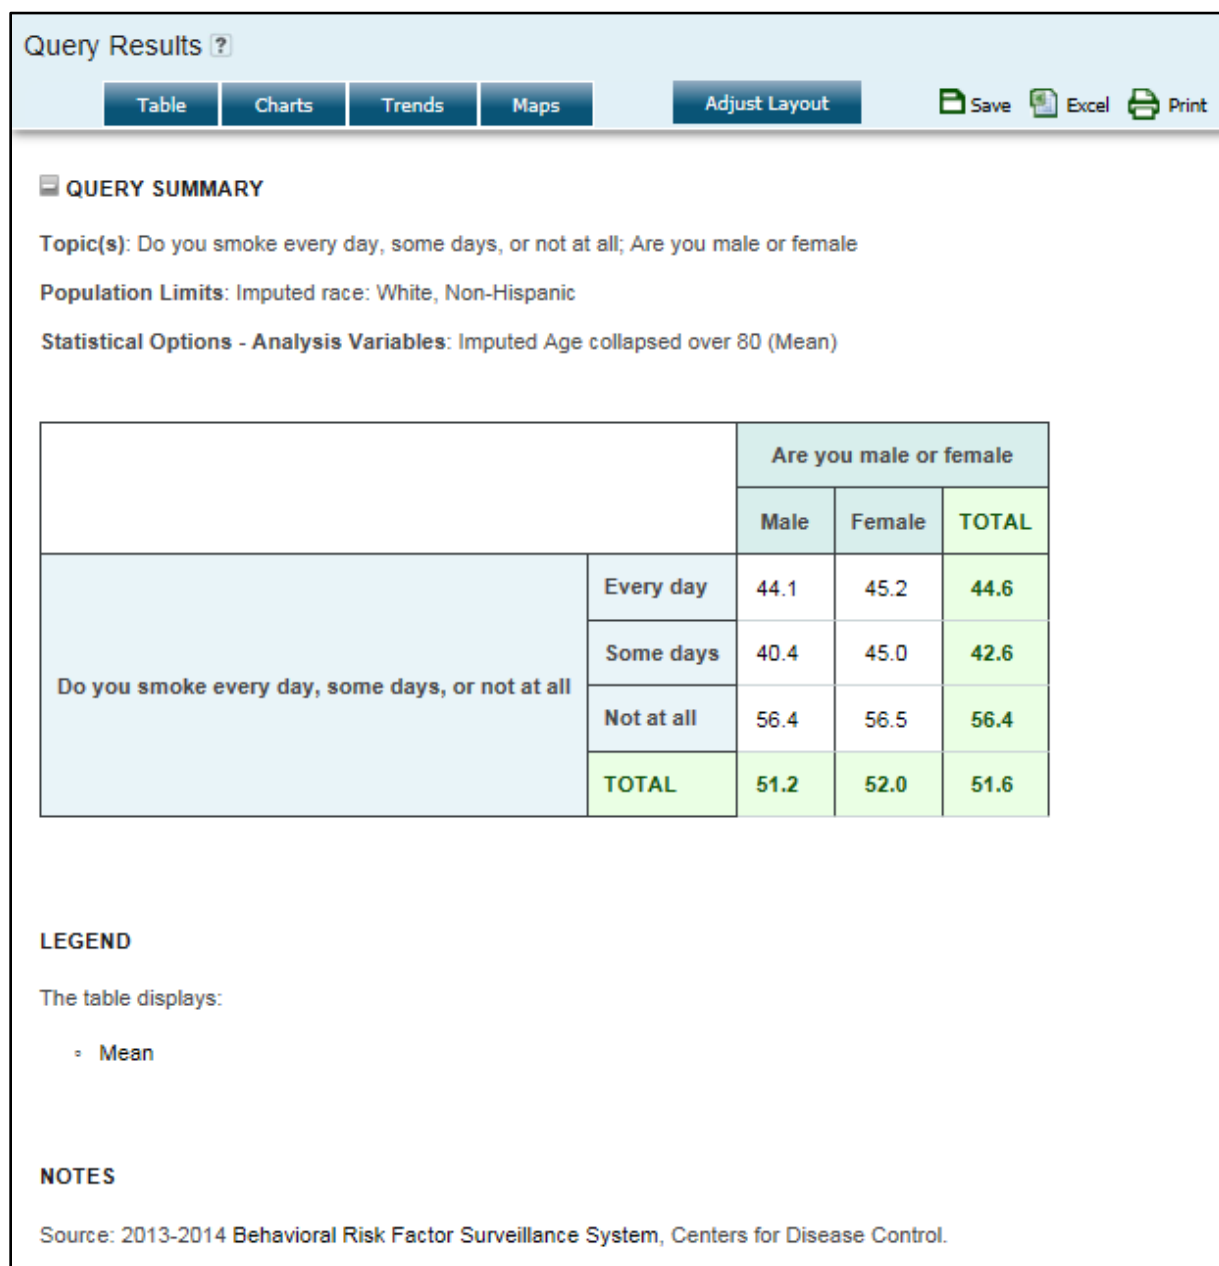 Query Results ?
Table Charts Trends Maps Adjust Layout Save Excel Print
QUERY SUMMARY
Topic(s): Do you smoke every day, some days, or not at all; Are you male or female
Population Limits: Imputed race: White, Non-Hispanic
Statistical Options - Analysis Variables: Imputed Age collapsed over 80 (Mean)
Are you male or female
Male Female TOTAL
Do you smoke every day, some days, or not at all
Every day 44.1 45.2 44.6
Some days 40.4 45.0 42.6
Not at all 56.4 56.5 56.4
TOTAL 51.2 52.0 51.6
LEGEND
The table displays:
Mean
NOTES
Source: 2013-2014 Behavioral Risk Factor Surveillance System, Centers for Disease Control.